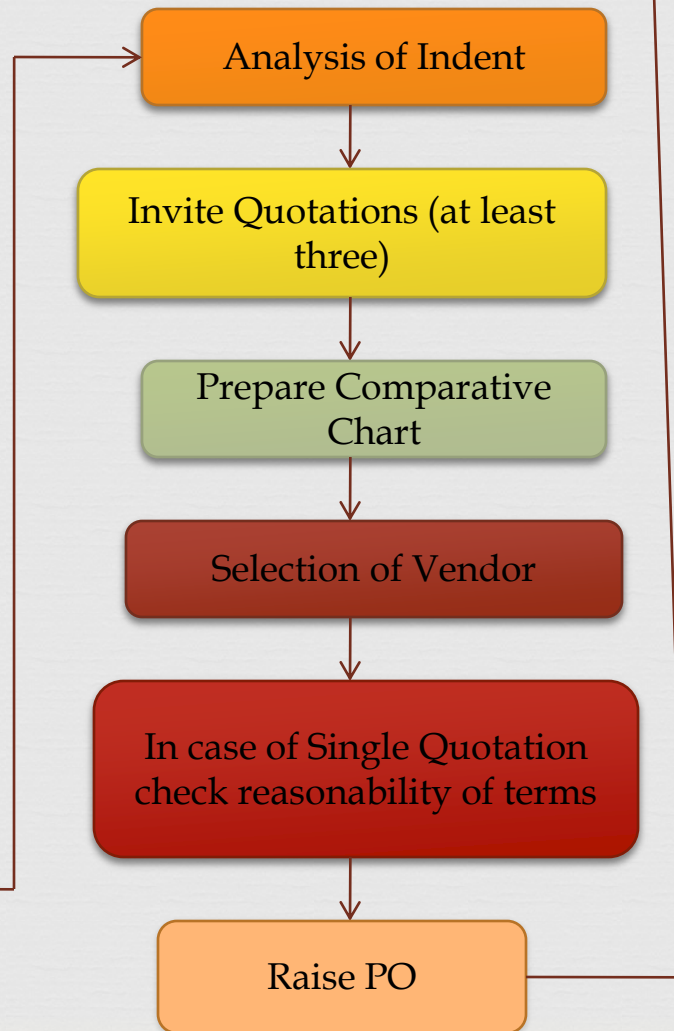 Analysis of Indent
Invite Quotations (at least
three)
Prepare Comparative
Chart
Selection of Vendor
In case of Single Quotation
check reasonability of terms
Raise PO